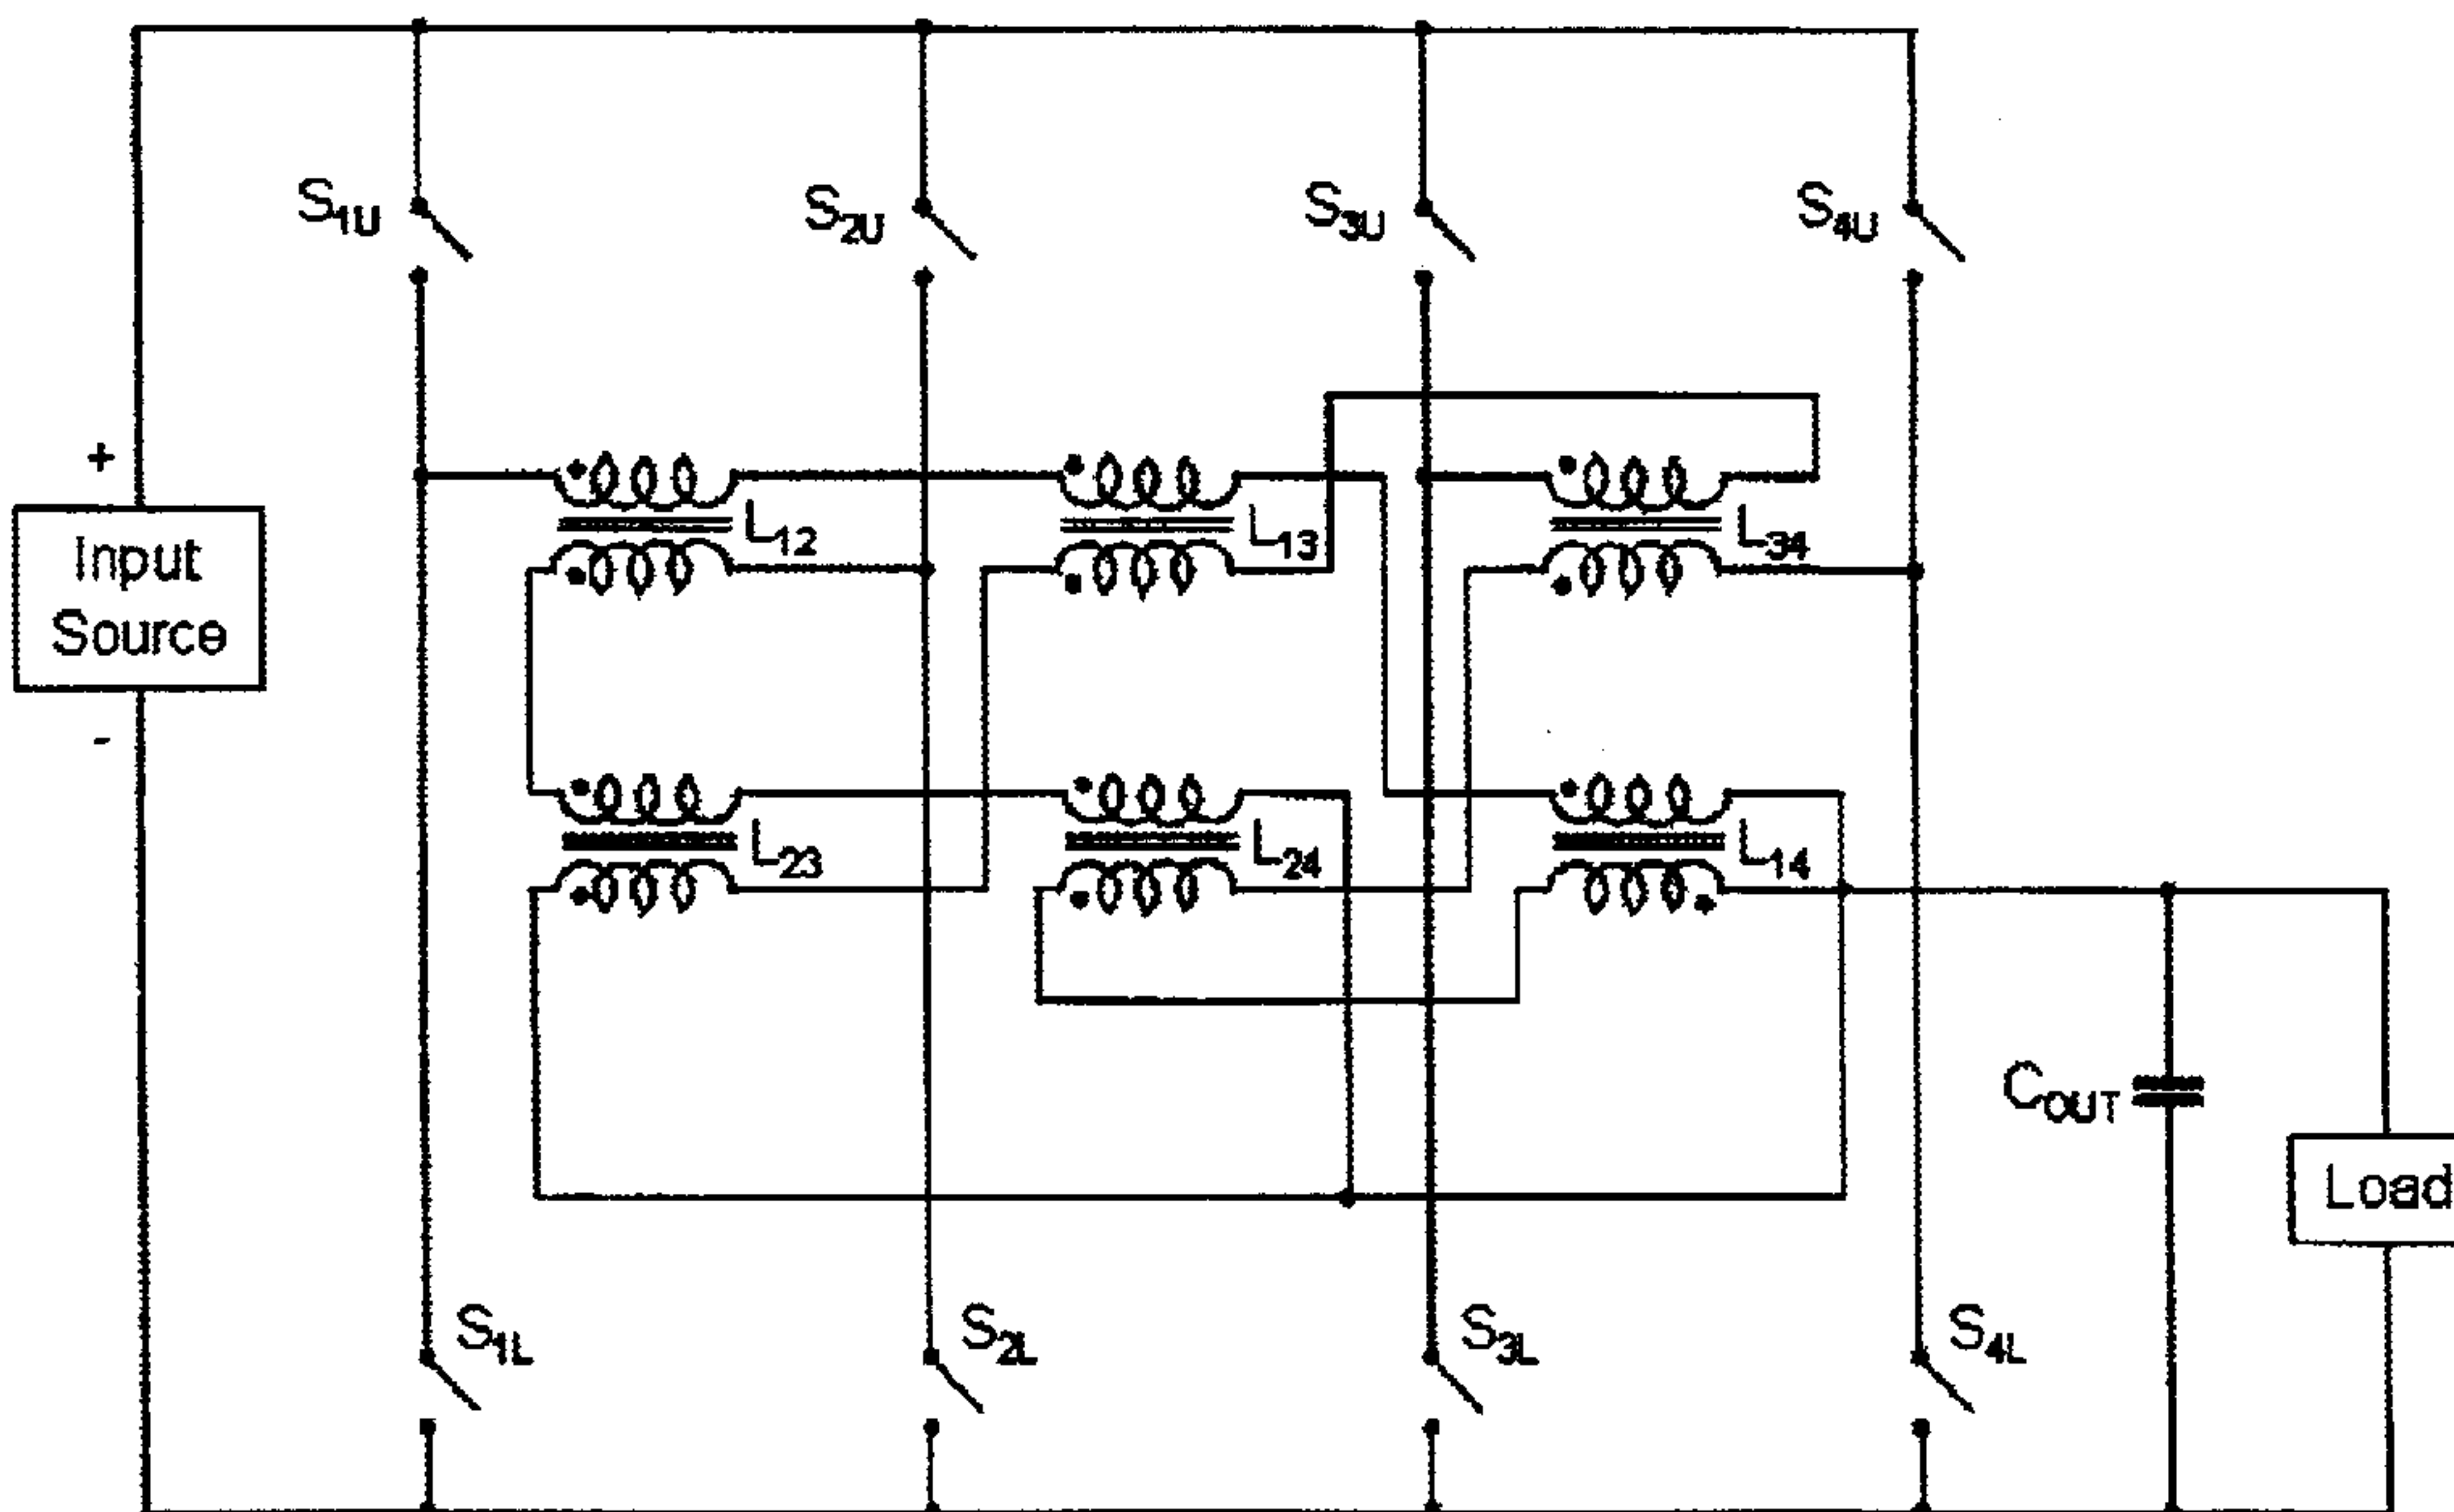 S1U
S2U
S3U
S4U
+
Input
Source
-
L12
L13
L34
L23
L24
L14
COUT
Load
S1L
S2L
S3L
S4L